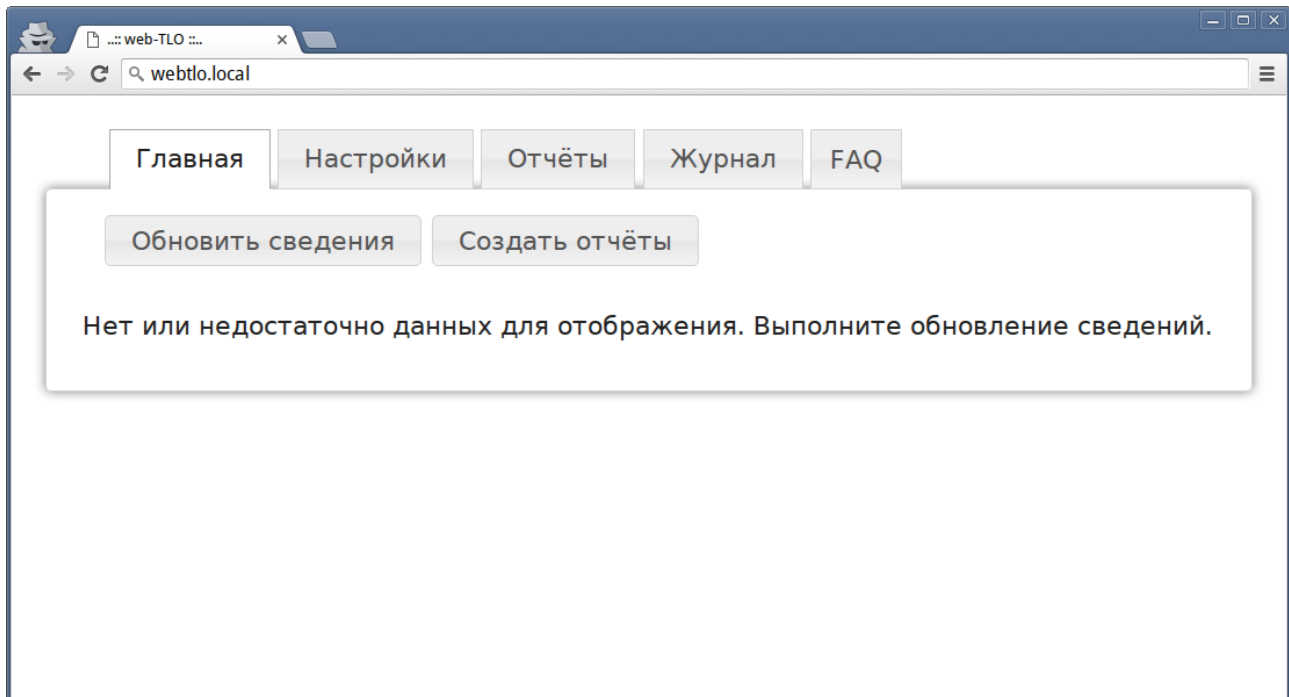 ..:: web-TLO ::..
webtlo.local
Главная Настройки Отчёты Журнал FAQ
Обновить сведения Создать отчёты
Нет или недостаточно данных для отображения. Выполните обновление сведений.